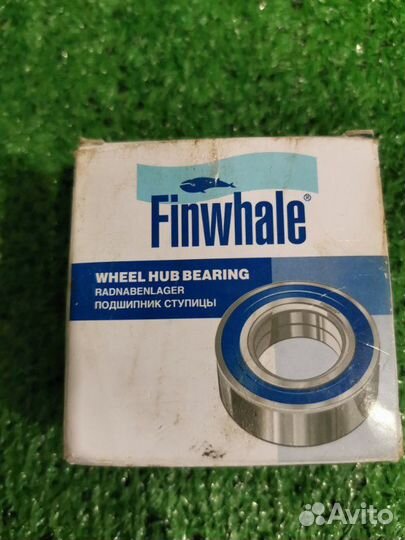 Finwhale®
WHEEL HUB BEARING
RADNABENLAGER
ПОДШИПНИК СТУПИЦЫ
Avito